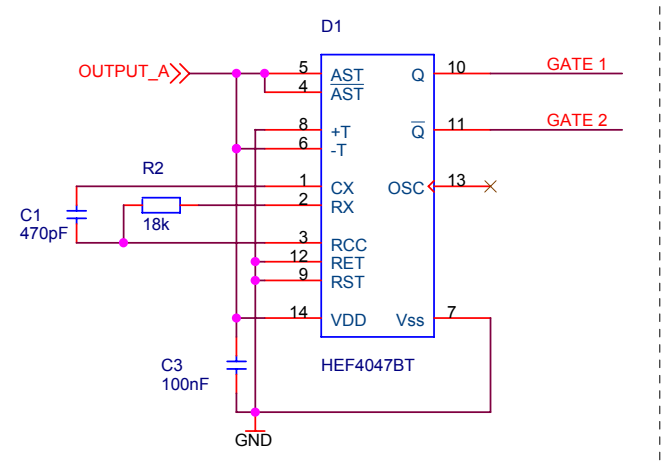 D1
OUTPUT_A
5 AST Q 10 GATE 1
4 AST
8 +T Q 11 GATE 2
6 -T
R2
1 CX OSC 13
2 RX
C1
470pF
18k
3 RCC
12 RET
9 RST
14 VDD Vss 7
C3
100nF
HEF4047BT
GND